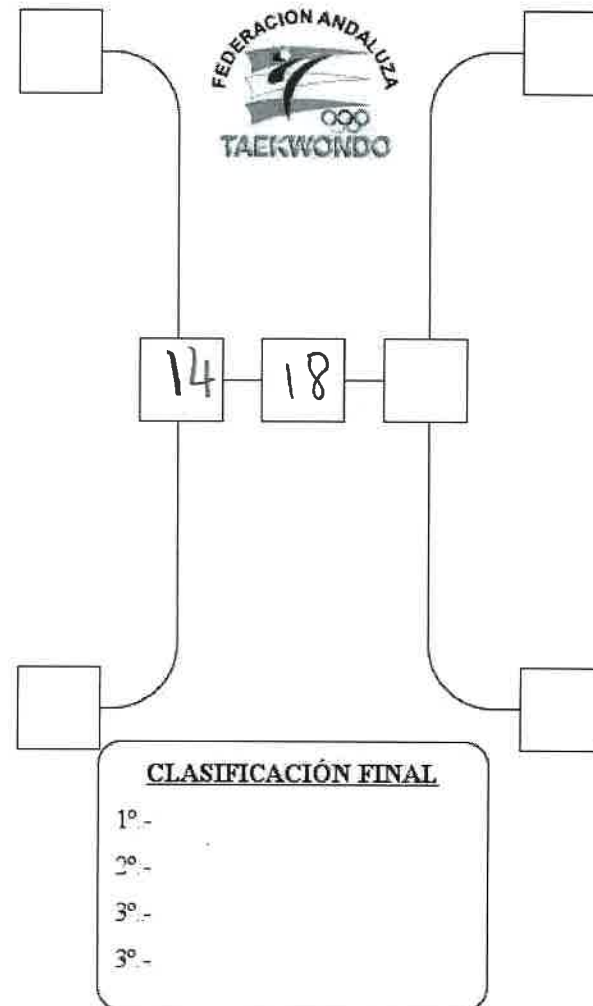 FEDERACION ANDALUZA
TAEKWONDO
14 18
CLASIFICACIÓN FINAL
1º.-
2º.-
3º.-
3º.-